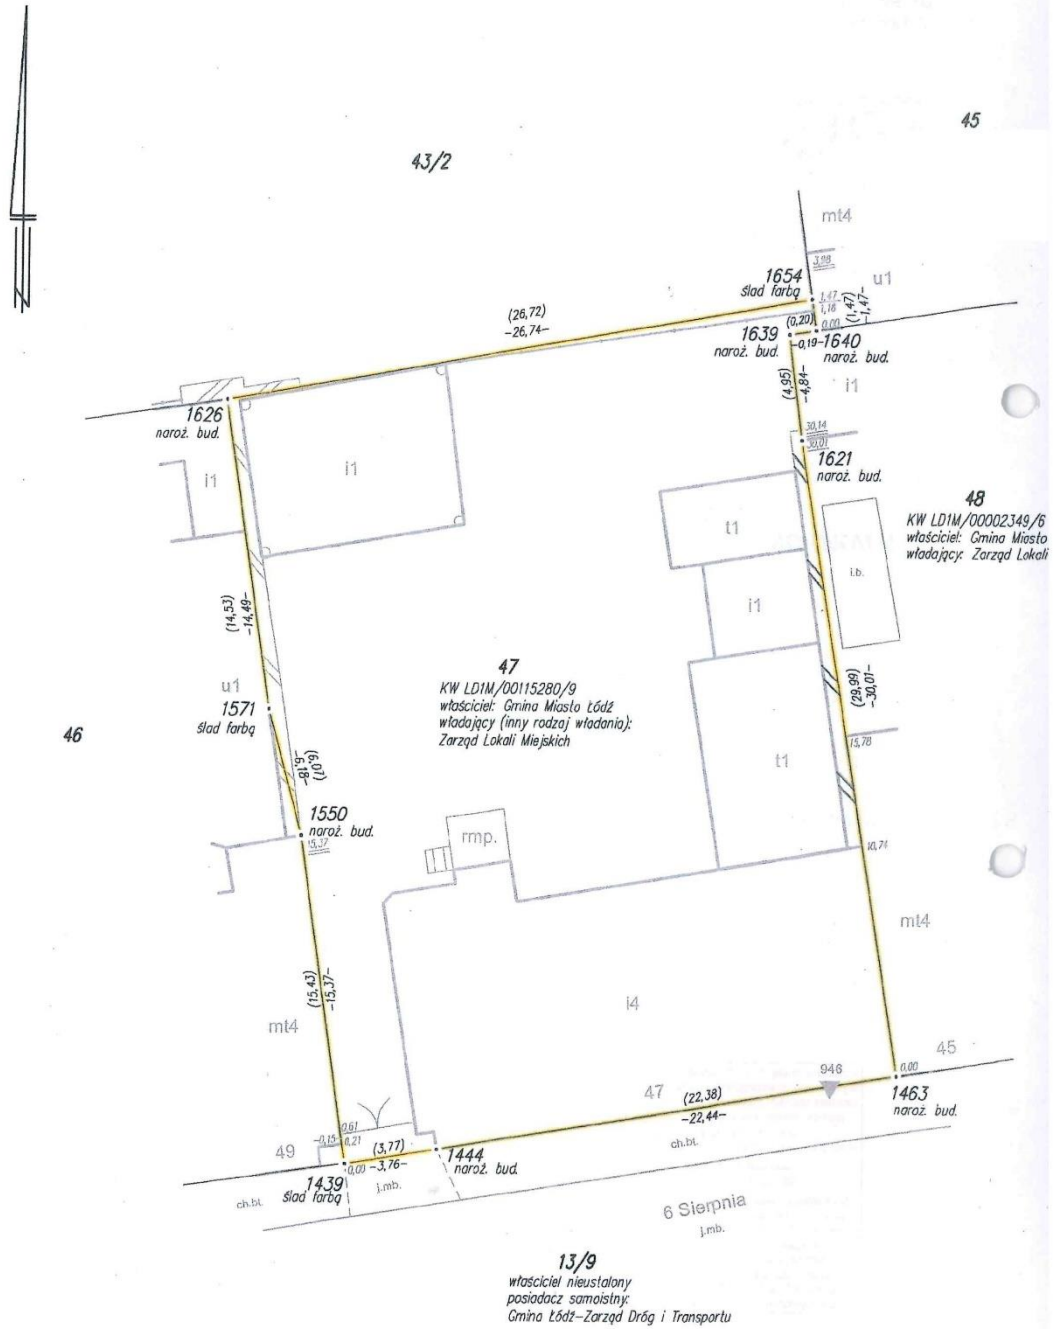 45
43/2
mt4
3,98
1654
ślad farbą
u1
1,47
1,16
(1,47)
-1,47-
(26,72)
-26,74-
(0,20)
0,00
1639
-0,19-
1640
naroż. bud.
naroż. bud.
(4,95)
-4,84-
i1
1626
naroż. bud.
30,14
30,01
1621
naroż. bud.
i1
i1
48
KW LD1M/00002349/6
właściciel: Gmina Miasto
władający: Zarząd Lokali
t1
i.b.
i1
(14,53)
-14,49-
47
KW LD1M/00115280/9
właściciel: Gmina Miasto Łódź
władający (inny rodzaj władania):
Zarząd Lokali Miejskich
(29,99)
-30,01-
u1
1571
ślad farbą
46
15,78
(6,07)
-6,18-
t1
1550
naroż. bud.
15,37
rmp.
10,71
mt4
(15,43)
-15,37-
i4
mt4
45
946
0,00
1463
naroż. bud.
47
(22,38)
-22,44-
ch.bt.
0,61
-0,15-
0,21
49
(3,77)
-3,76-
1444
naroż. bud.
0,00
1439
ślad farbą
j.mb.
ch.bt.
6 Sierpnia
j.mb.
13/9
właściciel nieustalony
posiadacz samoistny:
Gmina Łódź-Zarząd Dróg i Transportu